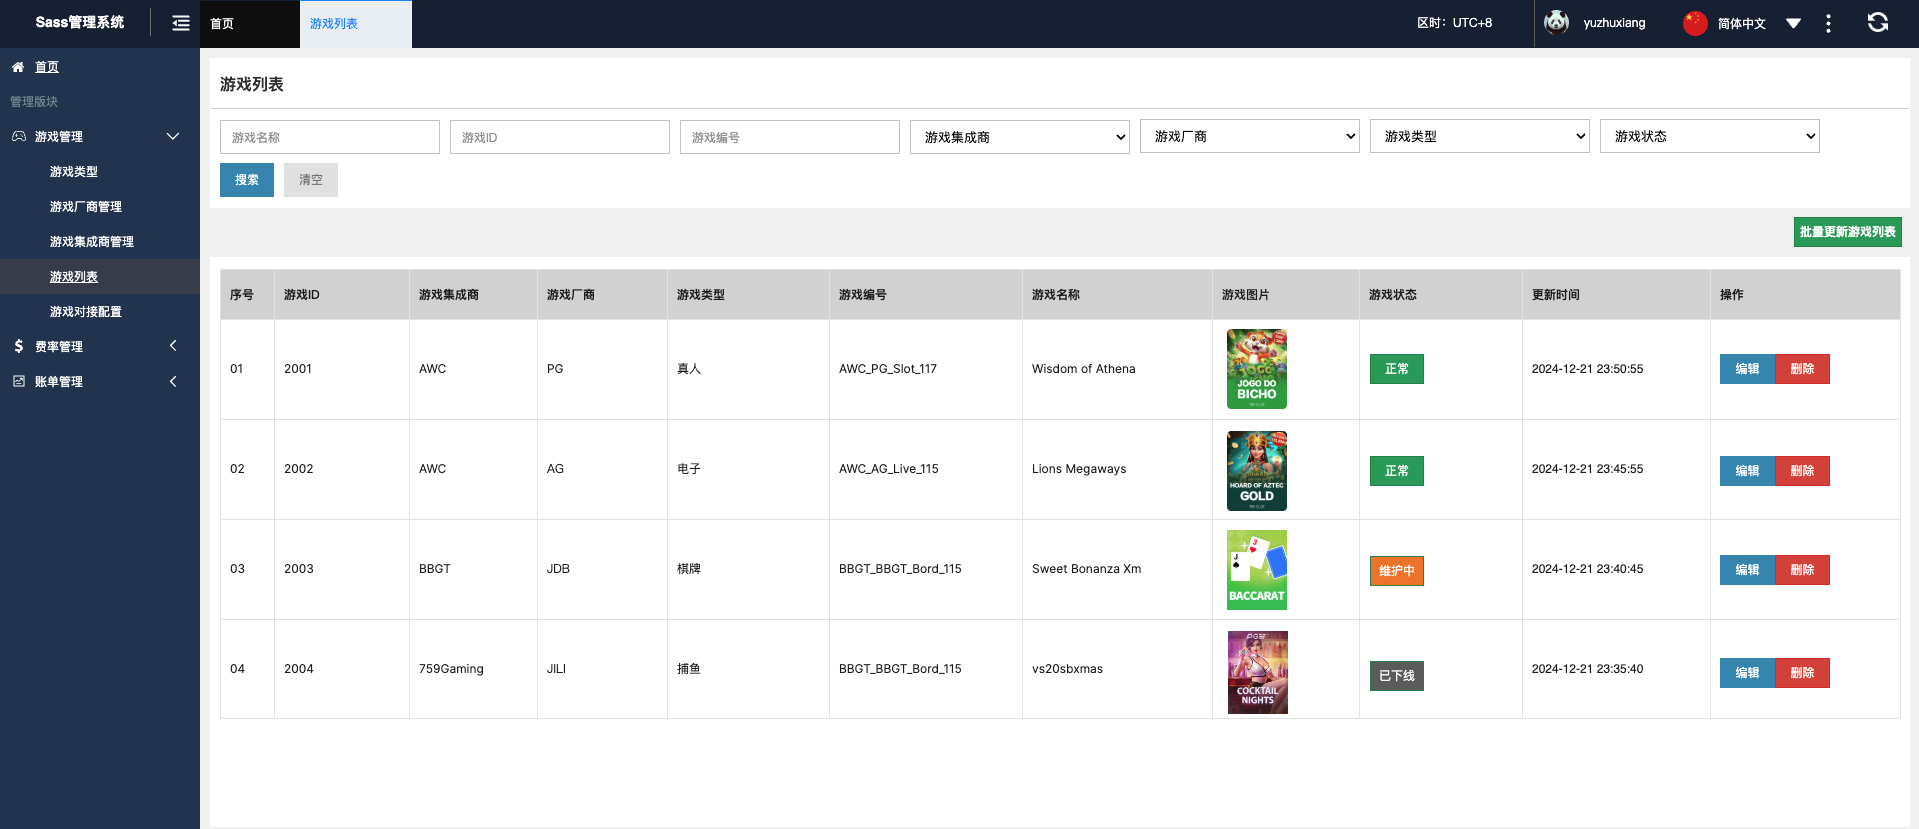 Sass管理系统
首页
游戏列表
区时：UTC+8
yuzhuxiang
简体中文
首页
管理版块
游戏管理
游戏类型
游戏厂商管理
游戏集成商管理
游戏列表
游戏对接配置
费率管理
账单管理
游戏列表
游戏名称
游戏ID
游戏编号
游戏集成商
游戏厂商
游戏类型
游戏状态
搜索
清空
批量更新游戏列表
序号 游戏ID 游戏集成商 游戏厂商 游戏类型 游戏编号 游戏名称 游戏图片 游戏状态 更新时间 操作
01 2001 AWC PG 真人 AWC_PG_Slot_117 Wisdom of Athena 正常 2024-12-21 23:50:55 编辑 删除
JOGO DO
BICHO
02 2002 AWC AG 电子 AWC_AG_Live_115 Lions Megaways 正常 2024-12-21 23:45:55 编辑 删除
HOARD OF AZTEC
GOLD
03 2003 BBGT JDB 棋牌 BBGT_BBGT_Bord_115 Sweet Bonanza Xm 维护中 2024-12-21 23:40:45 编辑 删除
BACCARAT
04 2004 759Gaming JILI 捕鱼 BBGT_BBGT_Bord_115 vs20sbxmas 已下线 2024-12-21 23:35:40 编辑 删除
COCKTAIL
NIGHTS